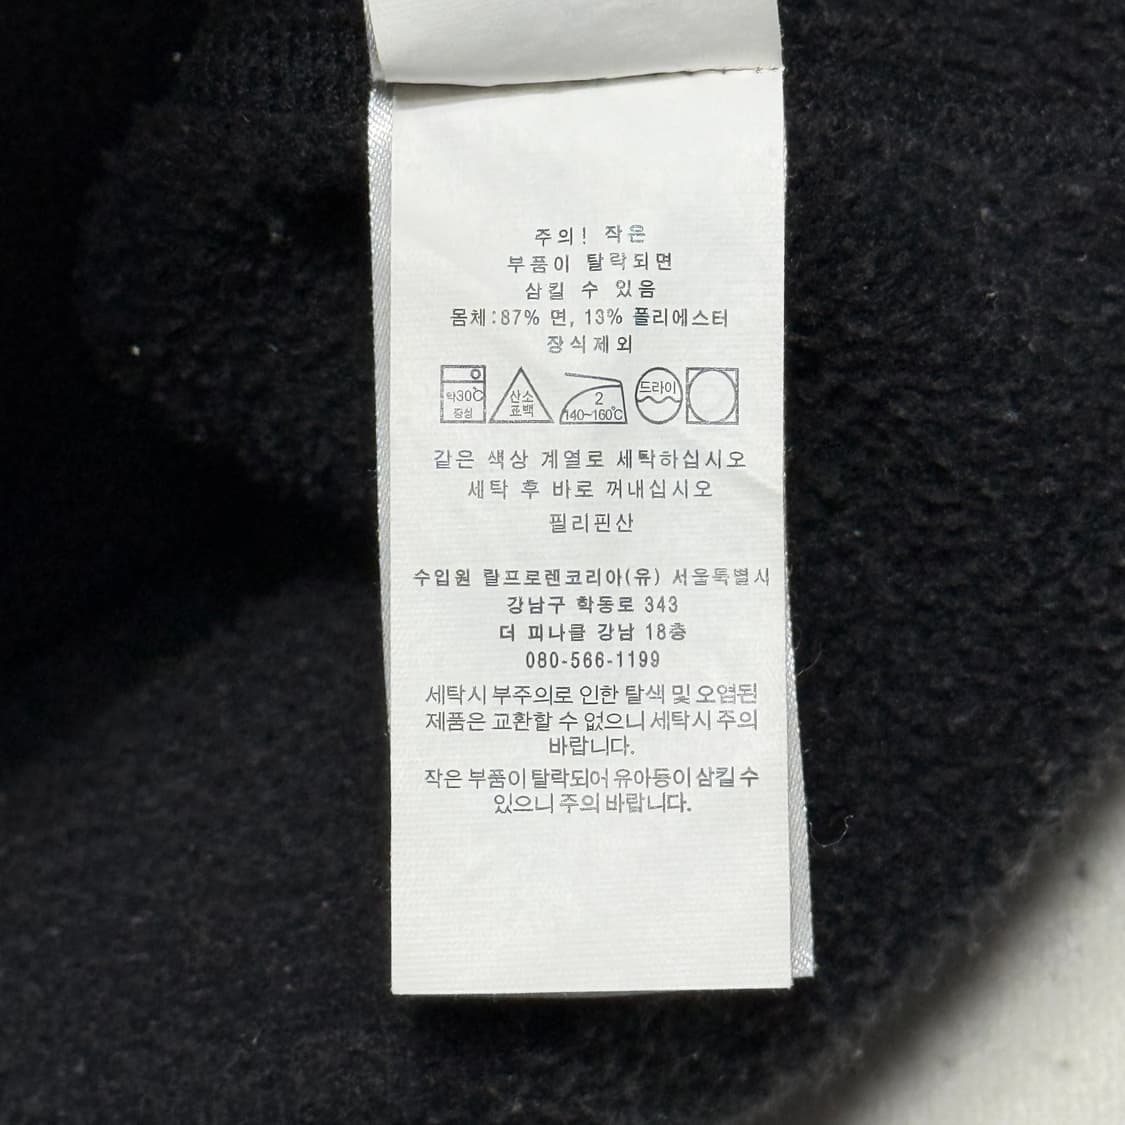 주의! 작은
부품이 탈락되면
삼킬 수 있음
몸체:87% 면, 13% 폴리에스터
장식제외
약30℃ 중성 산소 표백 2 140~160℃ 드라이
같은 색상 계열로 세탁하십시오
세탁 후 바로 꺼내십시오
필리핀산
수입원 랄프로렌코리아(유) 서울특별시
강남구 학동로 343
더 피나클 강남 18층
080-566-1199
세탁시 부주의로 인한 탈색 및 오염된
제품은 교환할 수 없으니 세탁시 주의
바랍니다.
작은 부품이 탈락되어 유아등이 삼킬 수
있으니 주의 바랍니다.